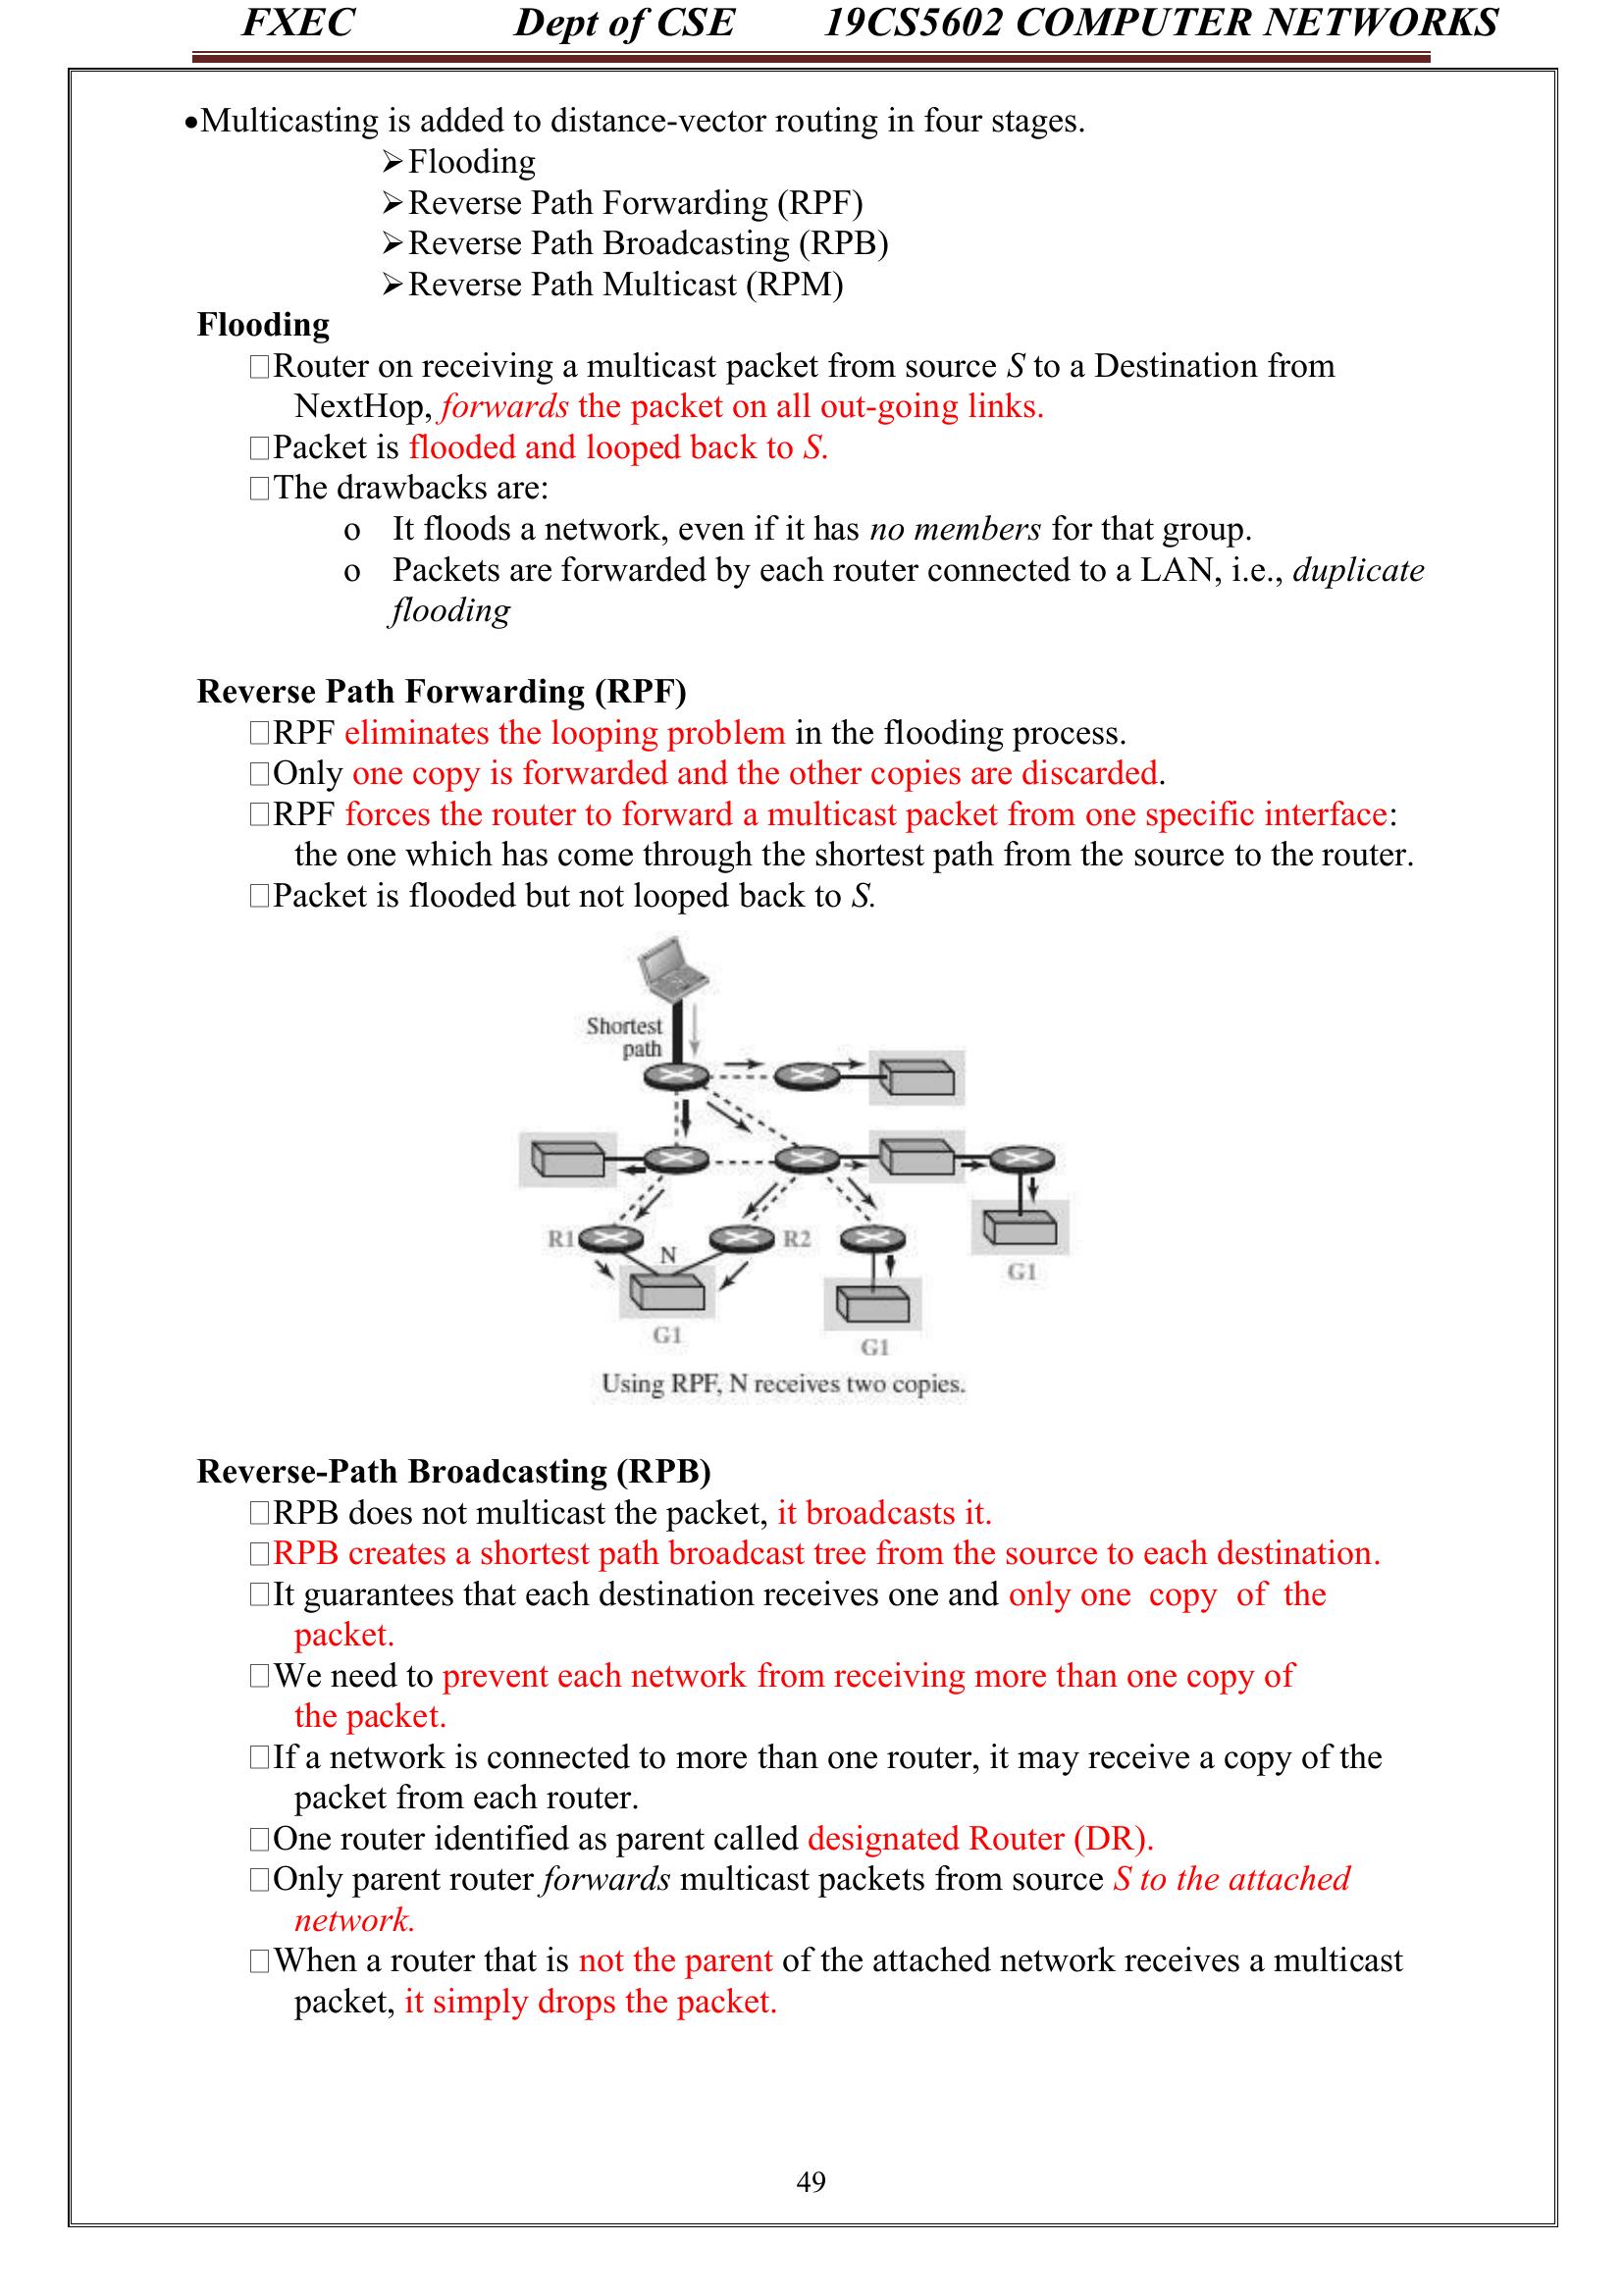 FXEC Dept of CSE 19CS5602 COMPUTER NETWORKS
•Multicasting is added to distance-vector routing in four stages.
➢Flooding
➢Reverse Path Forwarding (RPF)
➢Reverse Path Broadcasting (RPB)
➢Reverse Path Multicast (RPM)
Flooding
□Router on receiving a multicast packet from source S to a Destination from
NextHop, forwards the packet on all out-going links.
□Packet is flooded and looped back to S.
□The drawbacks are:
o It floods a network, even if it has no members for that group.
o Packets are forwarded by each router connected to a LAN, i.e., duplicate
flooding
Reverse Path Forwarding (RPF)
□RPF eliminates the looping problem in the flooding process.
□Only one copy is forwarded and the other copies are discarded.
□RPF forces the router to forward a multicast packet from one specific interface:
the one which has come through the shortest path from the source to the router.
□Packet is flooded but not looped back to S.
Shortest
path
R1
N
R2
G1
G1
G1
Using RPF, N receives two copies.
Reverse-Path Broadcasting (RPB)
□RPB does not multicast the packet, it broadcasts it.
□RPB creates a shortest path broadcast tree from the source to each destination.
□It guarantees that each destination receives one and only one copy of the
packet.
□We need to prevent each network from receiving more than one copy of
the packet.
□If a network is connected to more than one router, it may receive a copy of the
packet from each router.
□One router identified as parent called designated Router (DR).
□Only parent router forwards multicast packets from source S to the attached
network.
□When a router that is not the parent of the attached network receives a multicast
packet, it simply drops the packet.
49